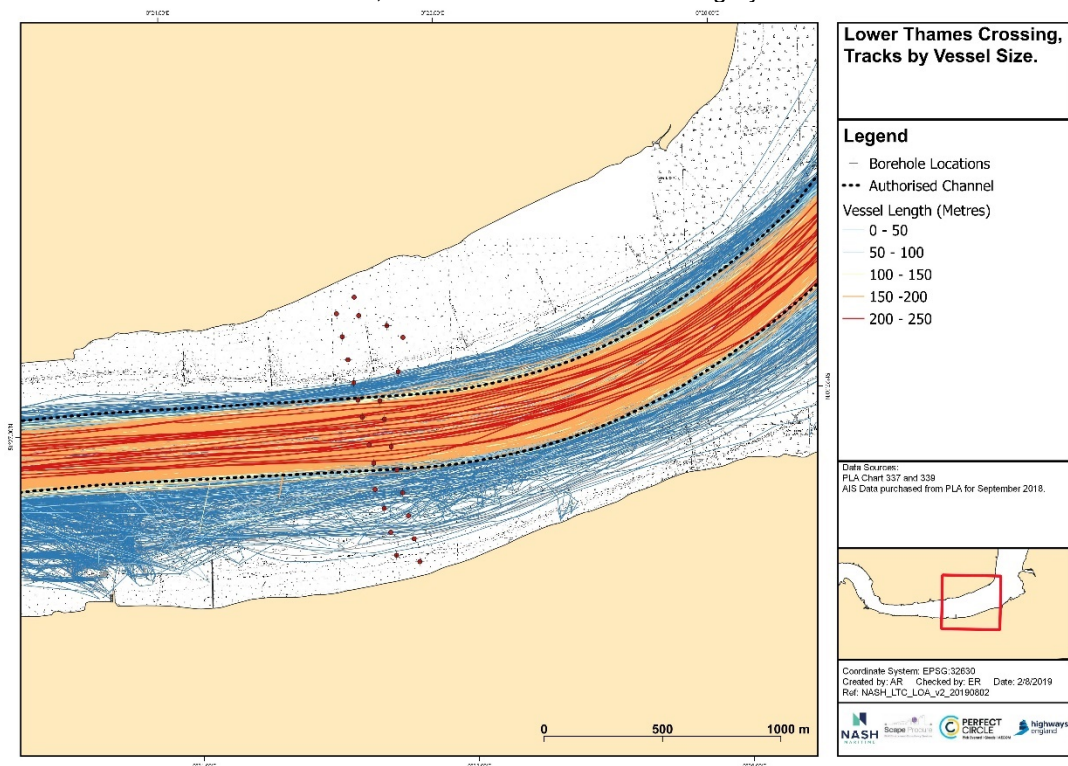 Lower Thames Crossing,
Tracks by Vessel Size.
Legend
Borehole Locations
Authorised Channel
Vessel Length (Metres)
0 - 50
50 - 100
100 - 150
150 -200
200 - 250
Data Sources:
PLA Chart 337 and 339
AIS Data purchased from PLA for September 2018.
Coordinate System: EPSG:32630
Created by: AR Checked by: ER Date: 2/8/2019
Ref: NASH_LTC_LOA_v2_20190802
NASH
MARITIME
Scape Procure
PERFECT
CIRCLE
highways
england
0 500 1000 m